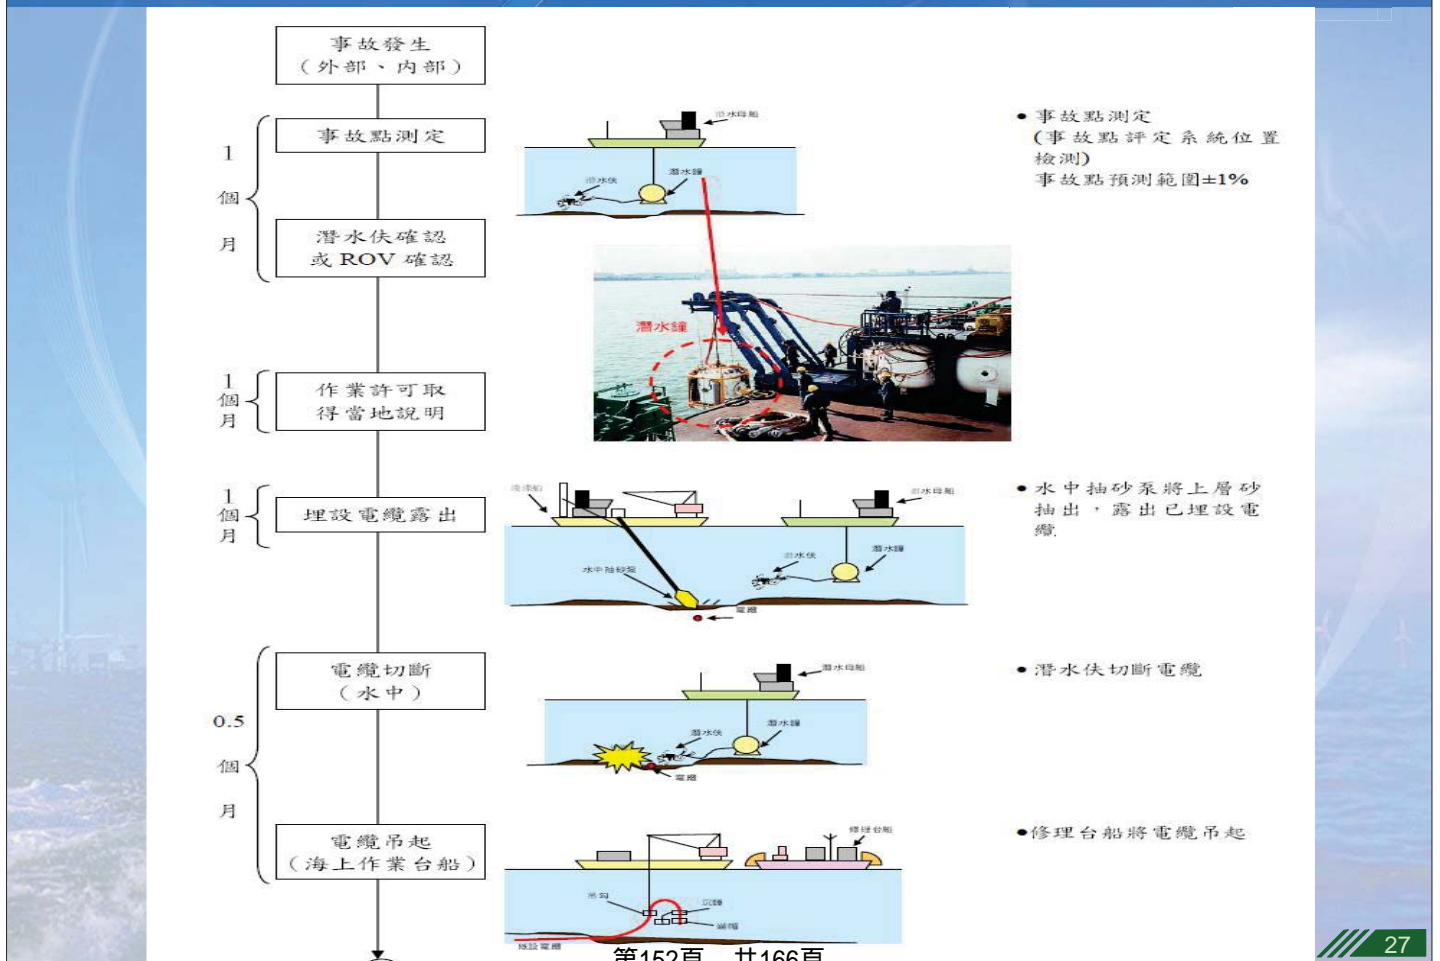 事故發生
（外部、內部）
1
個
月
事故點測定
潛水伕確認
或 ROV 確認
潛水母船
潛水伕
潛水鐘
• 事故點測定
(事故點評定系統位置
檢測)
事故點預測範圍±1%
潛水鐘
1
個
月
作業許可取
得當地說明
1
個
月
埋設電纜露出
潛水母船
水中抽砂泵
潛水伕
潛水鐘
電纜
• 水中抽砂泵將上層砂
抽出，露出已埋設電
纜.
0.5
個
月
電纜切斷
（水中）
潛水母船
潛水伕
潛水鐘
電纜
• 潛水伕切斷電纜
電纜吊起
（海上作業台船）
修理台船
吊勾
沉錘
既設電纜
•修理台船將電纜吊起
第152頁，共166頁
27